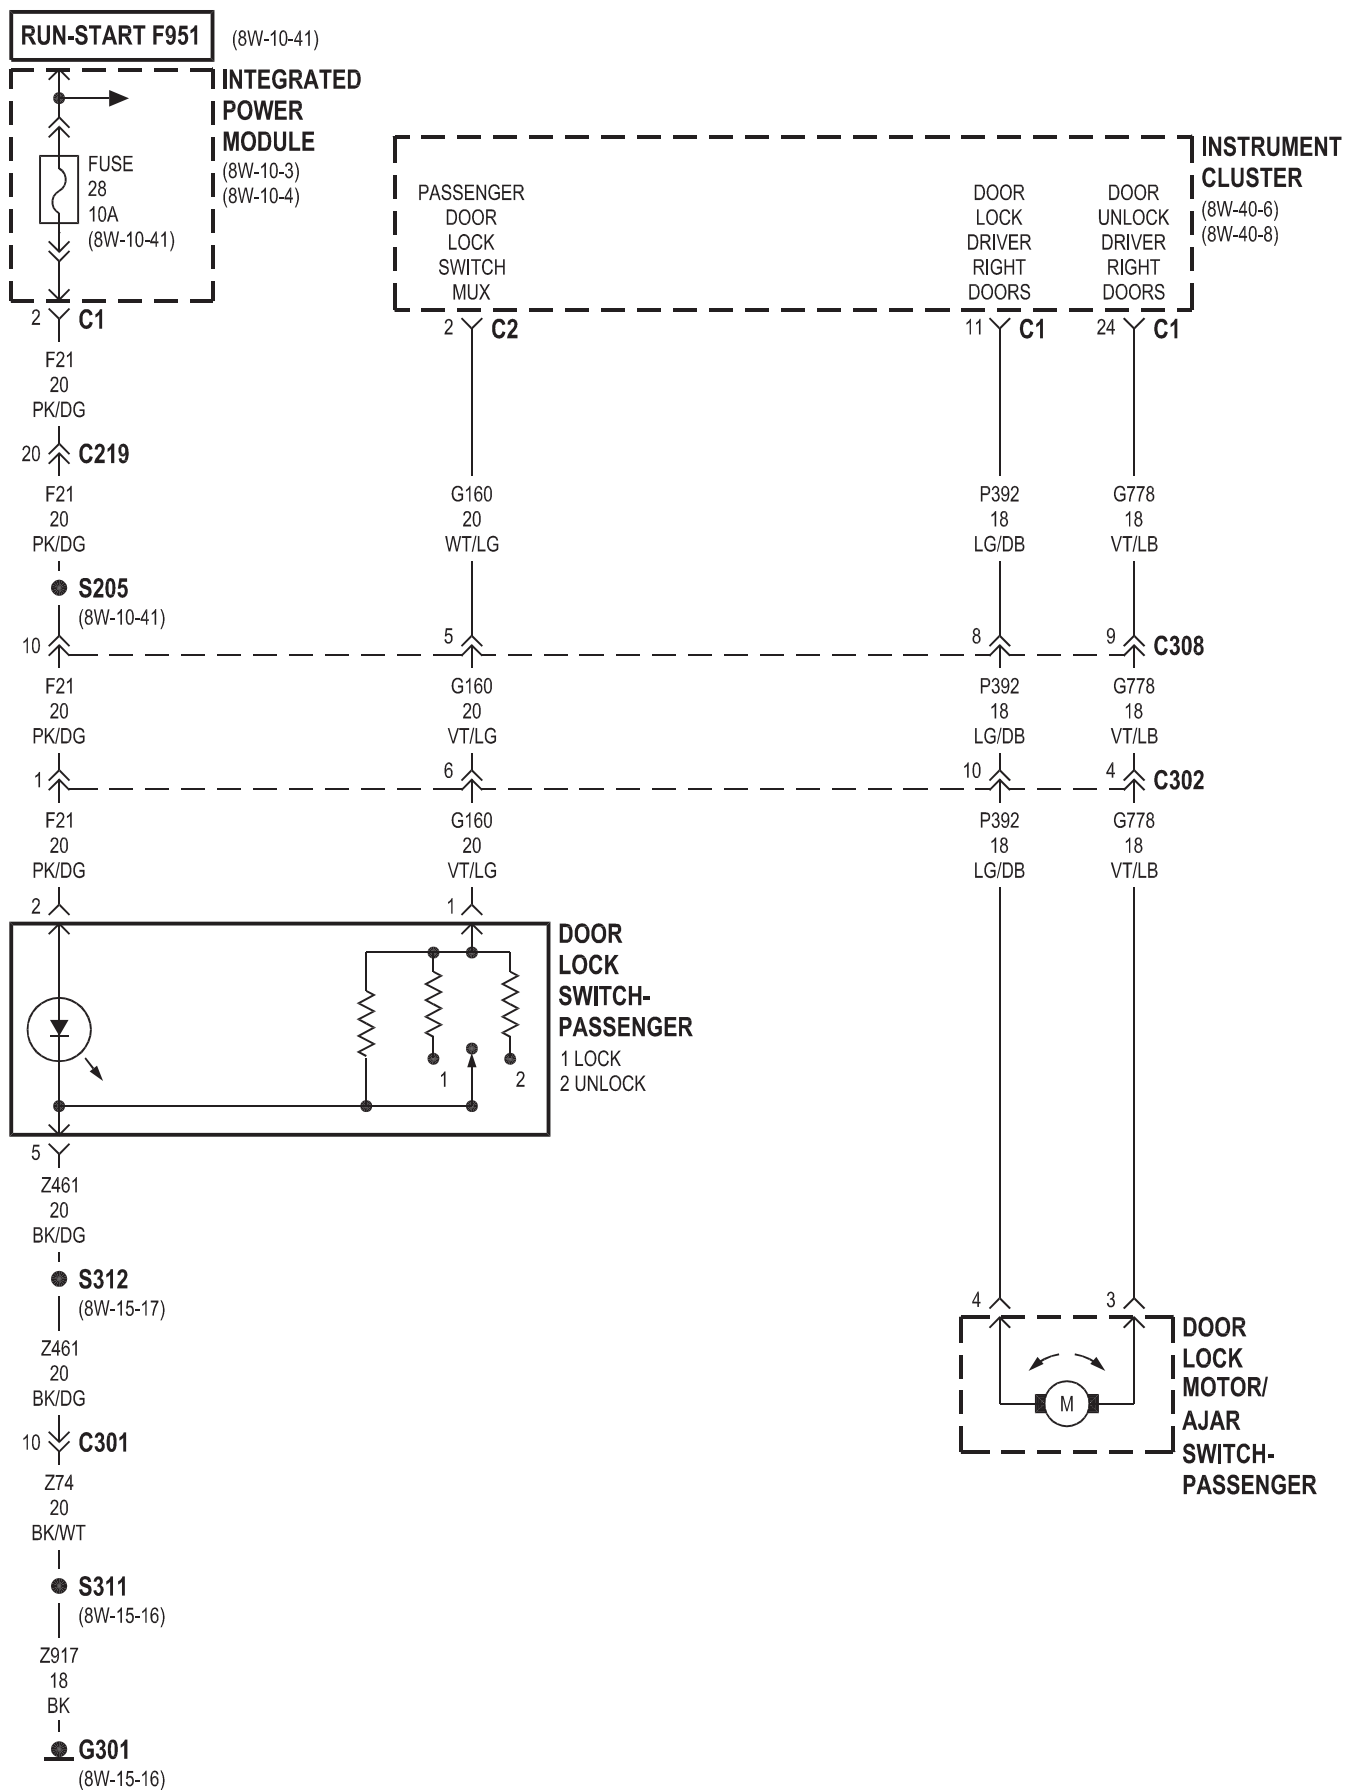 RUN-START F951 (8W-10-41)
INTEGRATED
POWER
MODULE
(8W-10-3)
(8W-10-4)
FUSE
28
10A
(8W-10-41)
2 C1
INSTRUMENT
CLUSTER
(8W-40-6)
(8W-40-8)
PASSENGER
DOOR
LOCK
SWITCH
MUX
DOOR
LOCK
DRIVER
RIGHT
DOORS
DOOR
UNLOCK
DRIVER
RIGHT
DOORS
2 C2
11 C1
24 C1
F21
20
PK/DG
20 C219
F21
20
PK/DG
G160
20
WT/LG
P392
18
LG/DB
G778
18
VT/LB
S205
(8W-10-41)
10 5 8 9 C308
F21
20
PK/DG
G160
20
VT/LG
P392
18
LG/DB
G778
18
VT/LB
1 6 10 4 C302
F21
20
PK/DG
G160
20
VT/LG
P392
18
LG/DB
G778
18
VT/LB
2 1
DOOR
LOCK
SWITCH-
PASSENGER
1 LOCK
2 UNLOCK
1 2
5
Z461
20
BK/DG
S312
(8W-15-17)
Z461
20
BK/DG
10 C301
Z74
20
BK/WT
S311
(8W-15-16)
Z917
18
BK
G301
(8W-15-16)
4 3
M
DOOR
LOCK
MOTOR/
AJAR
SWITCH-
PASSENGER